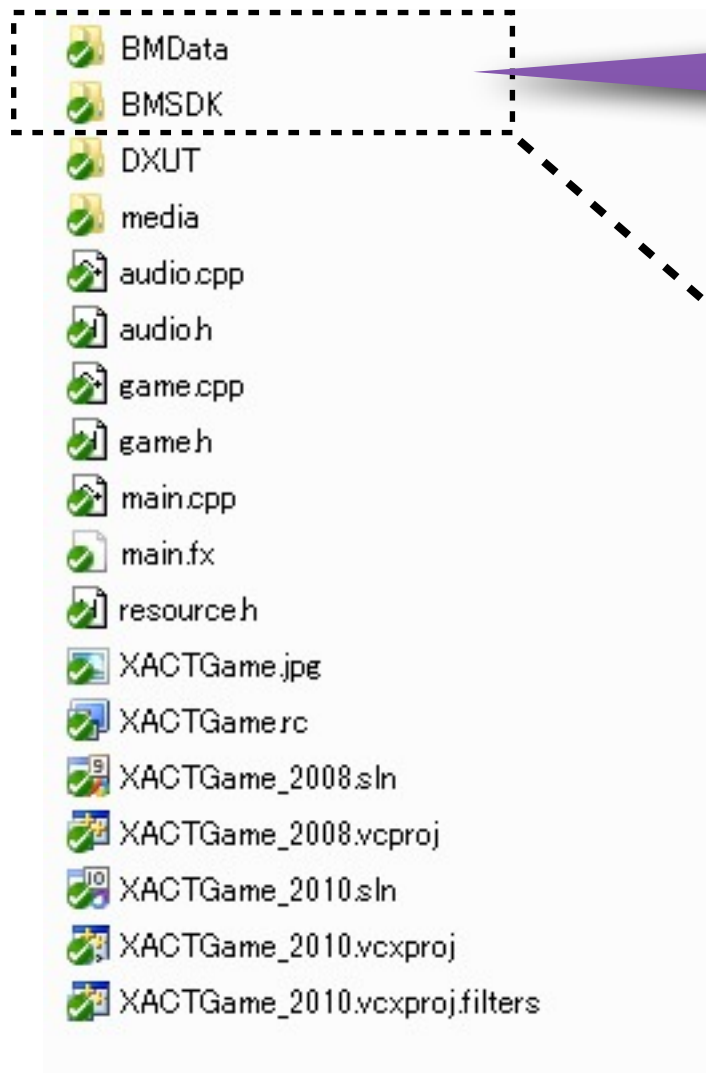 BMData
BMSDK
DXUT
media
audio.cpp
audio.h
game.cpp
game.h
main.cpp
main.fx
resource.h
XACTGame.jpg
XACTGame.rc
XACTGame_2008.sln
XACTGame_2008.vcproj
XACTGame_2010.sln
XACTGame_2010.vcxproj
XACTGame_2010.vcxproj.filters